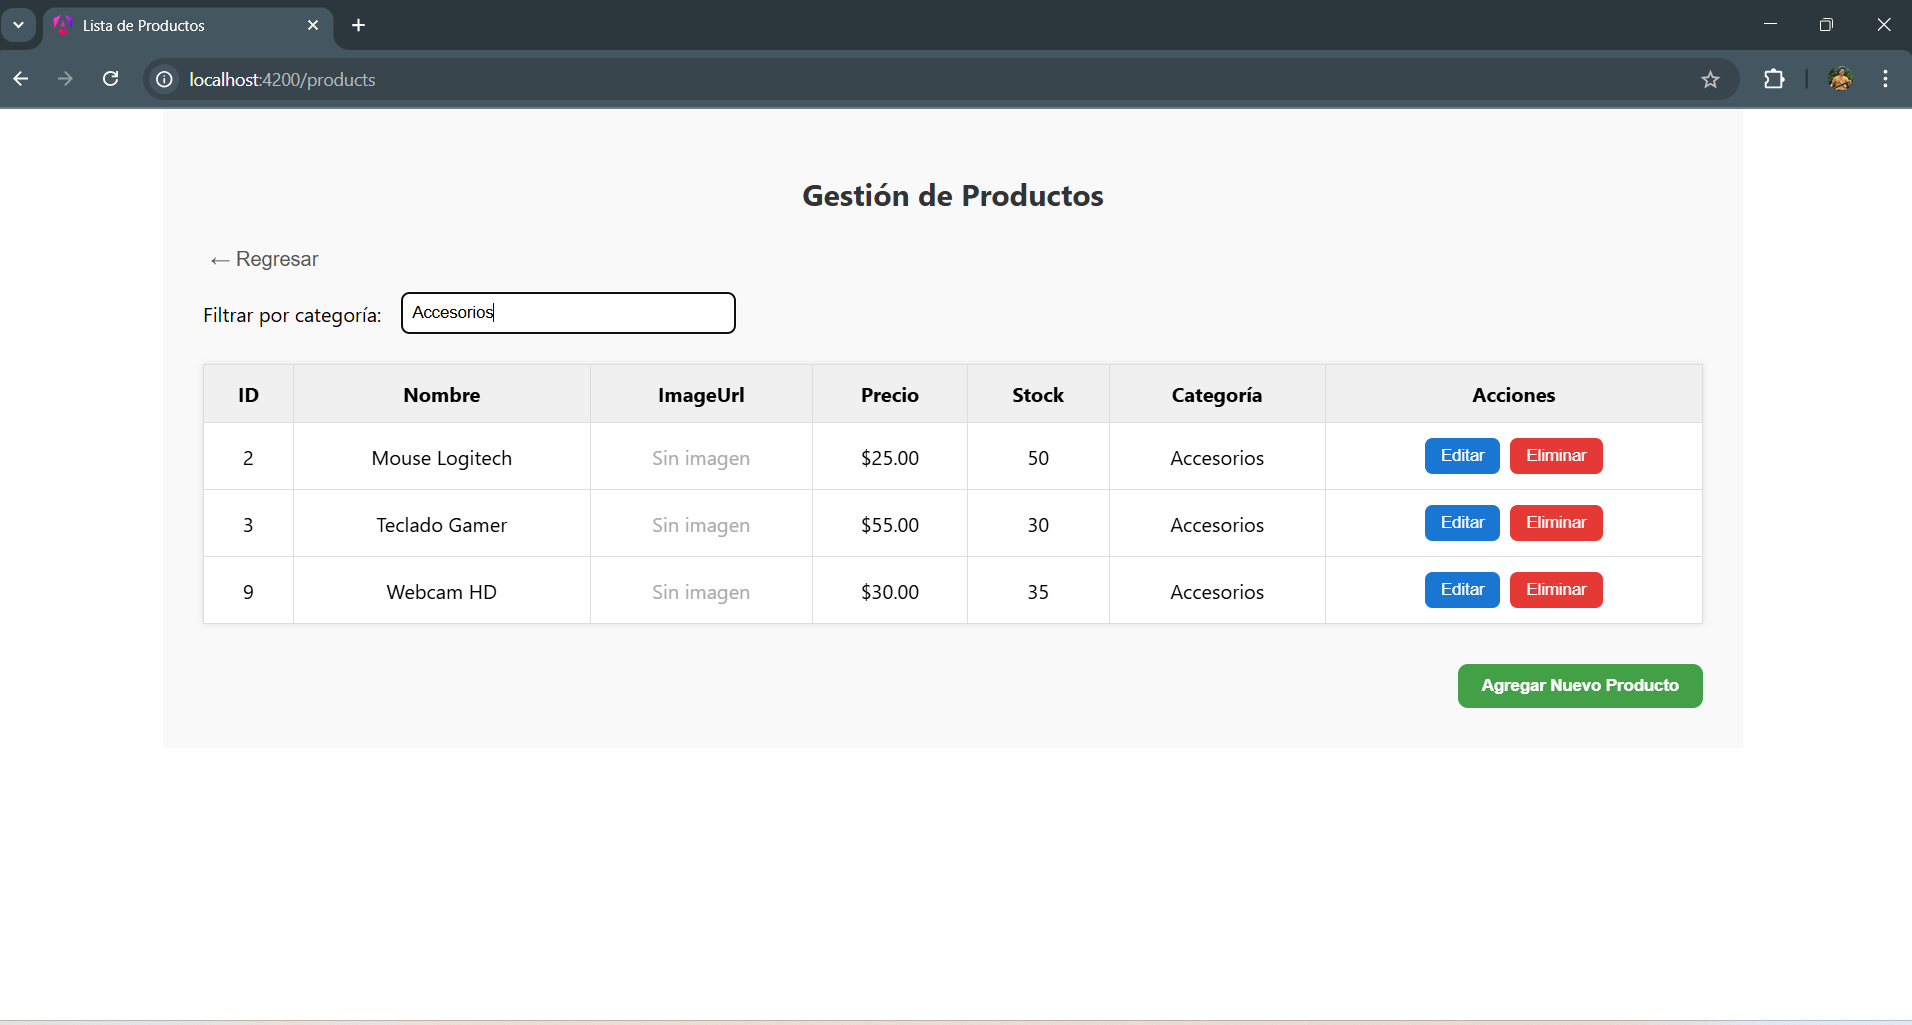 Lista de Productos
localhost:4200/products
Gestión de Productos
← Regresar
Filtrar por categoría: Accesorios
ID Nombre ImageUrl Precio Stock Categoría Acciones
2 Mouse Logitech Sin imagen $25.00 50 Accesorios Editar Eliminar
3 Teclado Gamer Sin imagen $55.00 30 Accesorios Editar Eliminar
9 Webcam HD Sin imagen $30.00 35 Accesorios Editar Eliminar
Agregar Nuevo Producto